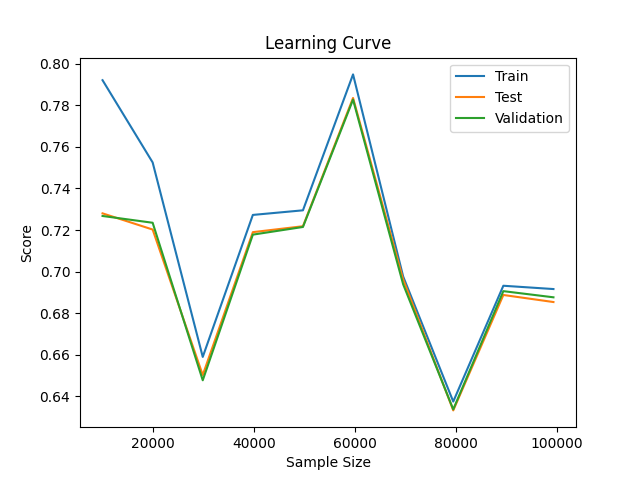 Learning Curve
0.80
0.78
0.76
0.74
0.72
0.70
0.68
0.66
0.64
Score
Train
Test
Validation
20000 40000 60000 80000 100000
Sample Size